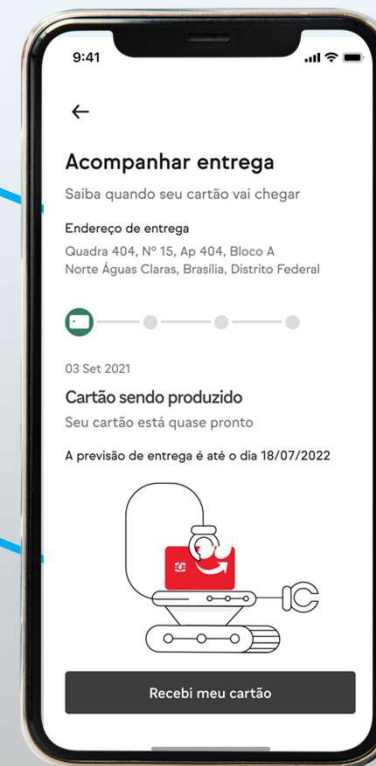 9:41
Acompanhar entrega
Saiba quando seu cartão vai chegar
Endereço de entrega
Quadra 404, Nº 15, Ap 404, Bloco A
Norte Águas Claras, Brasília, Distrito Federal
03 Set 2021
Cartão sendo produzido
Seu cartão está quase pronto
A previsão de entrega é até o dia 18/07/2022
Recebi meu cartão